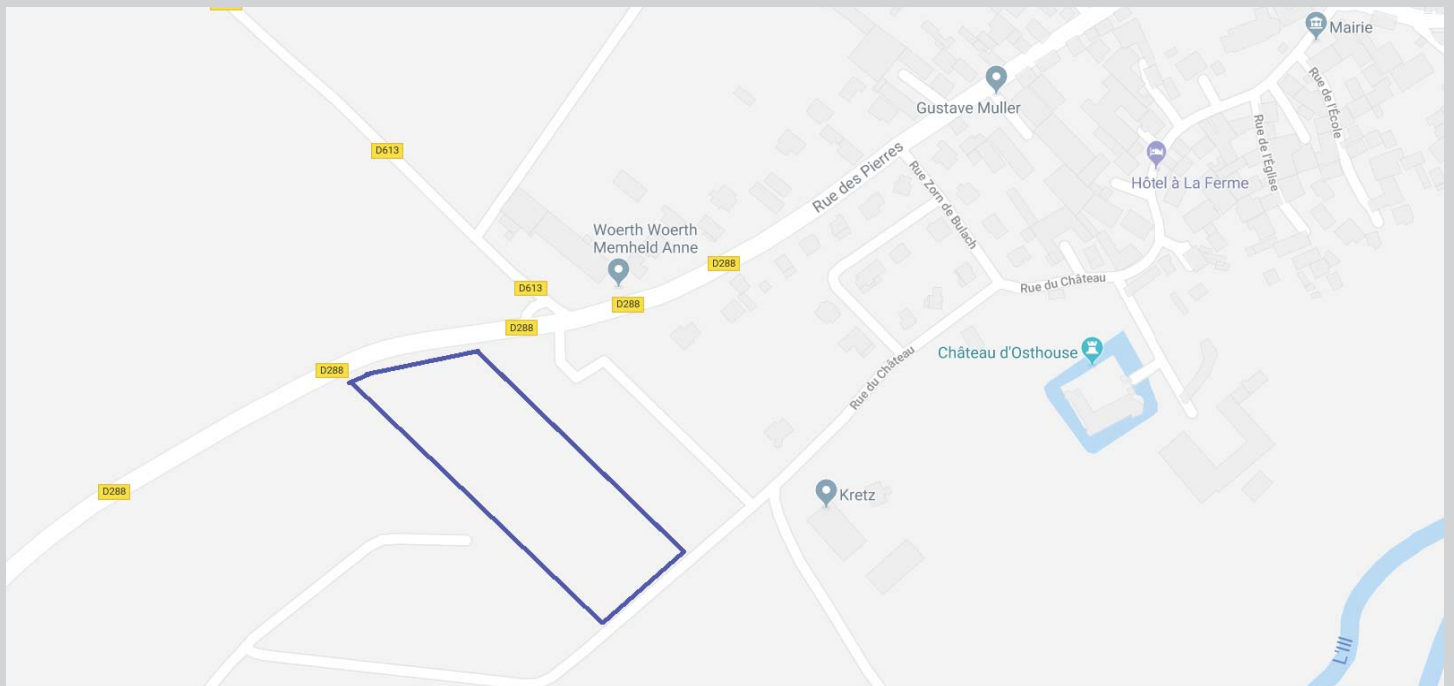 Mairie
Rue de l'École
Gustave Muller
D613
Rue des Pierres
Rue de l'Église
Hôtel à La Ferme
Rue Zorn de Bulach
Woerth Woerth
Memheld Anne
D288
D613
Rue du Château
D288
D288
Château d'Osthouse
D288
Rue du Château
D288
Kretz
L'Ill